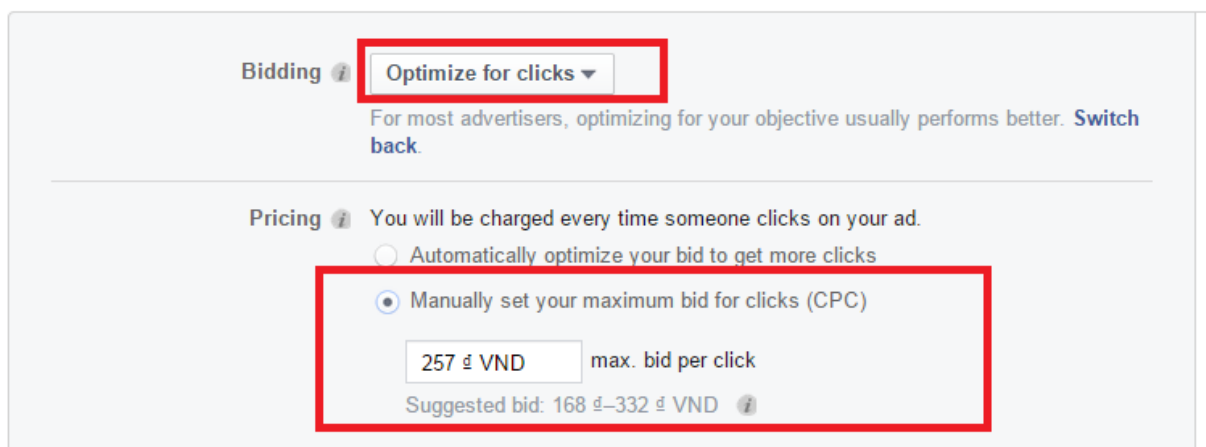 Bidding i Optimize for clicks
For most advertisers, optimizing for your objective usually performs better. Switch
back.
Pricing i You will be charged every time someone clicks on your ad.
Automatically optimize your bid to get more clicks
Manually set your maximum bid for clicks (CPC)
257 ₫ VND max. bid per click
Suggested bid: 168 ₫–332 ₫ VND i